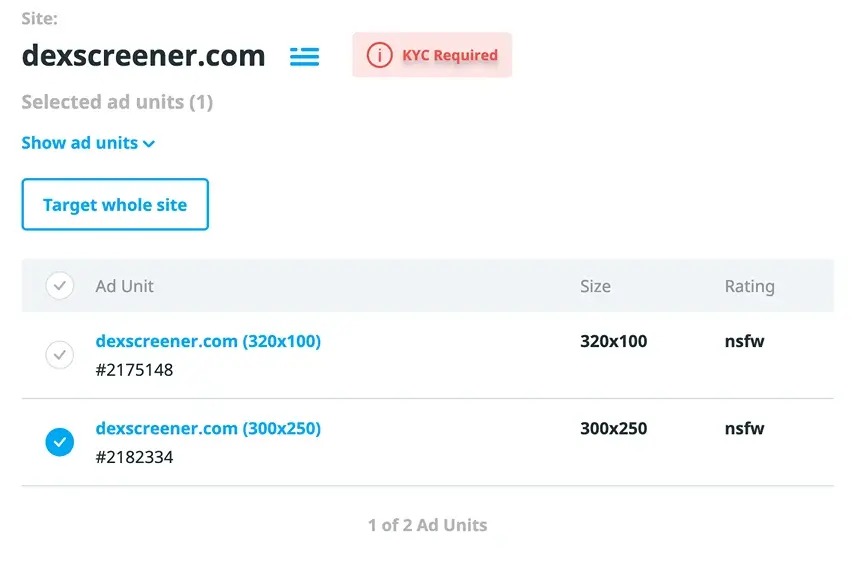 Site:
dexscreener.com
KYC Required
Selected ad units (1)
Show ad units
Target whole site
Ad Unit Size Rating
dexscreener.com (320x100) 320x100 nsfw
#2175148
dexscreener.com (300x250) 300x250 nsfw
#2182334
1 of 2 Ad Units